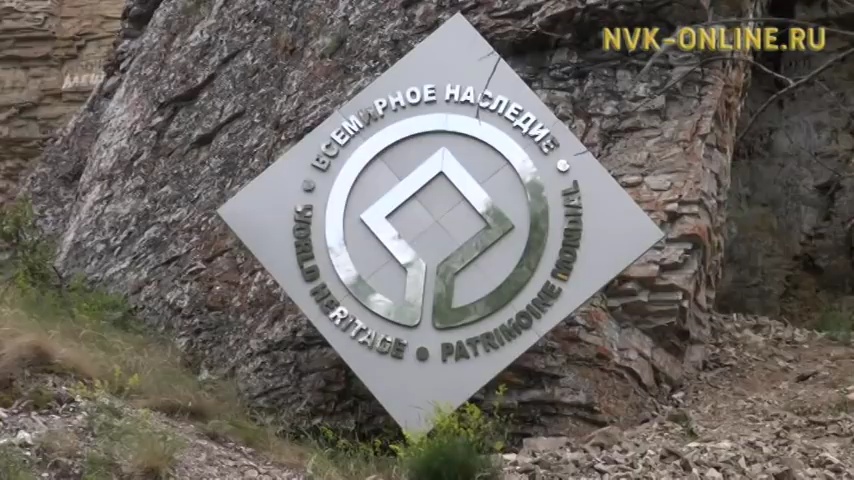 NVK-ONLINE.RU
ВСЕМИРНОЕ НАСЛЕДИЕ
WORLD HERITAGE • PATRIMOINE MONDIAL